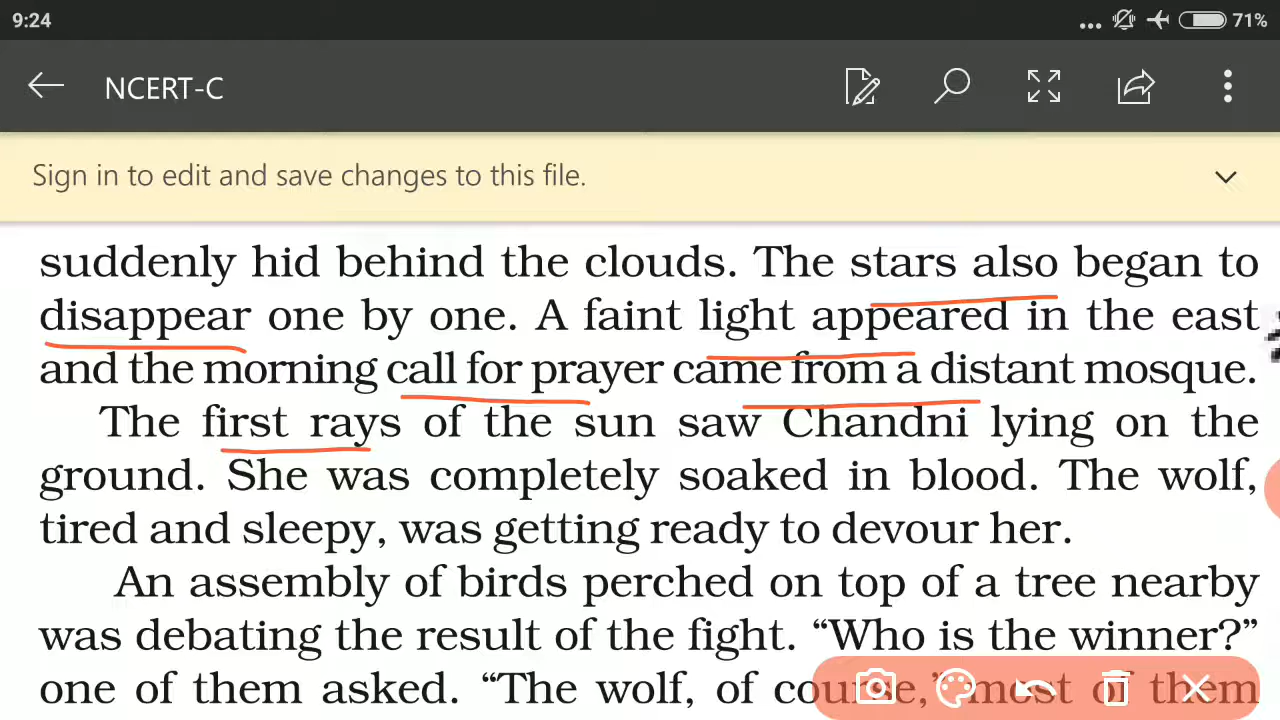 9:24
71%
NCERT-C
Sign in to edit and save changes to this file.
suddenly hid behind the clouds. The stars also began to
disappear one by one. A faint light appeared in the east
and the morning call for prayer came from a distant mosque.
The first rays of the sun saw Chandni lying on the
ground. She was completely soaked in blood. The wolf,
tired and sleepy, was getting ready to devour her.
An assembly of birds perched on top of a tree nearby
was debating the result of the fight. “Who is the winner?”
one of them asked. “The wolf, of course,” most of them